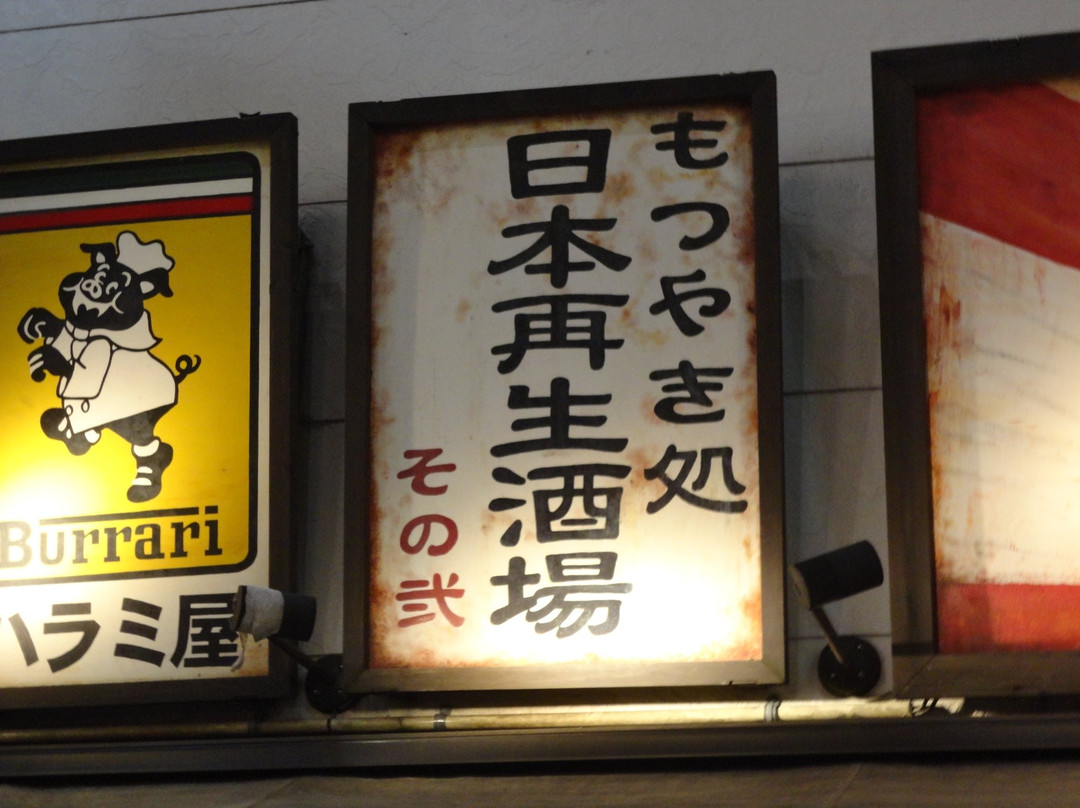 Burrari
ハラミ屋
もつやき処
日本再生酒場
その弐